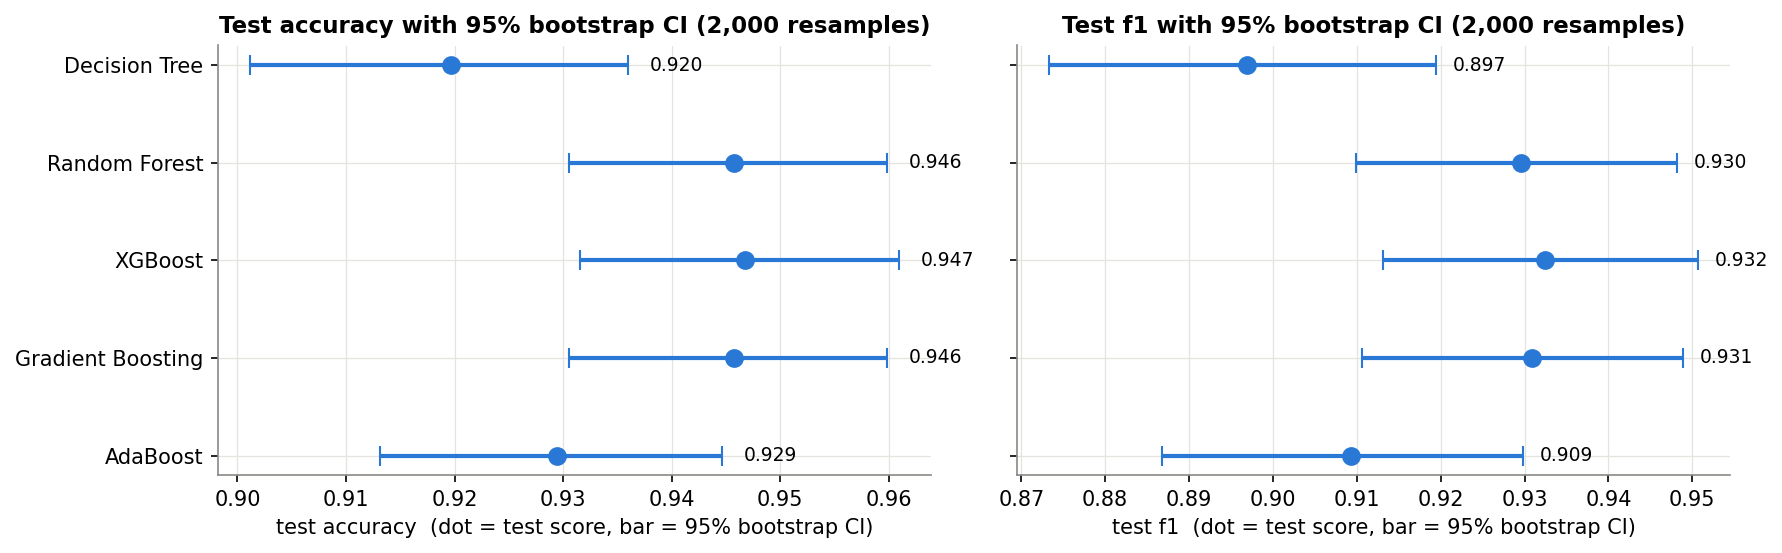 Test accuracy with 95% bootstrap CI (2,000 resamples)
Decision Tree
0.920
Random Forest
0.946
XGBoost
0.947
Gradient Boosting
0.946
AdaBoost
0.929
0.90 0.91 0.92 0.93 0.94 0.95 0.96
test accuracy (dot = test score, bar = 95% bootstrap CI)
Test f1 with 95% bootstrap CI (2,000 resamples)
0.897
0.930
0.932
0.931
0.909
0.87 0.88 0.89 0.90 0.91 0.92 0.93 0.94 0.95
test f1 (dot = test score, bar = 95% bootstrap CI)